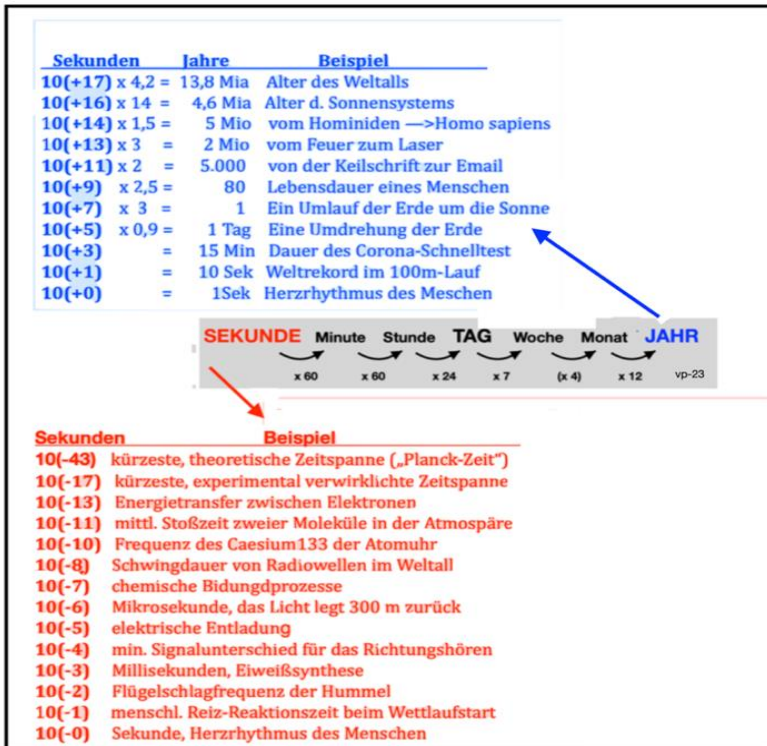 Sekunden Jahre Beispiel
10(+17) x 4,2 = 13,8 Mia Alter des Weltalls
10(+16) x 14 = 4,6 Mia Alter d. Sonnensystems
10(+14) x 1,5 = 5 Mio vom Hominiden —>Homo sapiens
10(+13) x 3 = 2 Mio vom Feuer zum Laser
10(+11) x 2 = 5.000 von der Keilschrift zur Email
10(+9) x 2,5 = 80 Lebensdauer eines Menschen
10(+7) x 3 = 1 Ein Umlauf der Erde um die Sonne
10(+5) x 0,9 = 1 Tag Eine Umdrehung der Erde
10(+3) = 15 Min Dauer des Corona-Schnelltest
10(+1) = 10 Sek Weltrekord im 100m-Lauf
10(+0) = 1Sek Herzrhythmus des Meschen
SEKUNDE Minute Stunde TAG Woche Monat JAHR
x 60 x 60 x 24 x 7 (x 4) x 12 vp-23
Sekunden Beispiel
10(-43) kürzeste, theoretische Zeitspanne („Planck-Zeit")
10(-17) kürzeste, experimental verwirklichte Zeitspanne
10(-13) Energietransfer zwischen Elektronen
10(-11) mittl. Stoßzeit zweier Moleküle in der Atmospäre
10(-10) Frequenz des Caesium133 der Atomuhr
10(-8) Schwingdauer von Radiowellen im Weltall
10(-7) chemische Bidungdprozesse
10(-6) Mikrosekunde, das Licht legt 300 m zurück
10(-5) elektrische Entladung
10(-4) min. Signalunterschied für das Richtungshören
10(-3) Millisekunden, Eiweißsynthese
10(-2) Flügelschlagfrequenz der Hummel
10(-1) menschl. Reiz-Reaktionszeit beim Wettlaufstart
10(-0) Sekunde, Herzrhythmus des Menschen